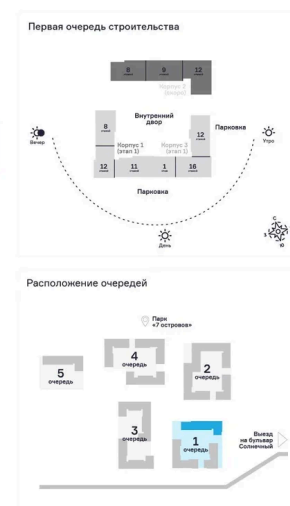 Первая очередь строительства
8
9
12
Корпус 2
Внутренний
двор
Парковка
8
12
Вечер
Утро
Корпус 1
(этап 1)
Корпус 3
(этап 1)
12
11
1
16
Парковка
День
С
З
Ю
Расположение очередей
Парк
«7 островов»
4
очередь
5
очередь
2
очередь
3
очередь
1
очередь
Выезд
на бульвар
Солнечный